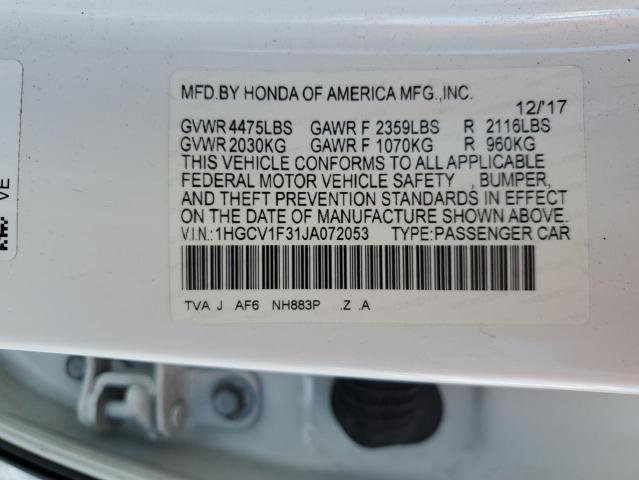 MFD.BY HONDA OF AMERICA MFG.,INC.
12/'17
GVWR 4475LBS GAWR F 2359LBS R 2116LBS
GVWR 2030KG GAWR F 1070KG R 960KG
THIS VEHICLE CONFORMS TO ALL APPLICABLE
FEDERAL MOTOR VEHICLE SAFETY , BUMPER,
AND THEFT PREVENTION STANDARDS IN EFFECT
ON THE DATE OF MANUFACTURE SHOWN ABOVE.
V.I.N.:1HGCV1F31JA072053 TYPE:PASSENGER CAR
TVA J AF6 NH883P .Z .A
VE